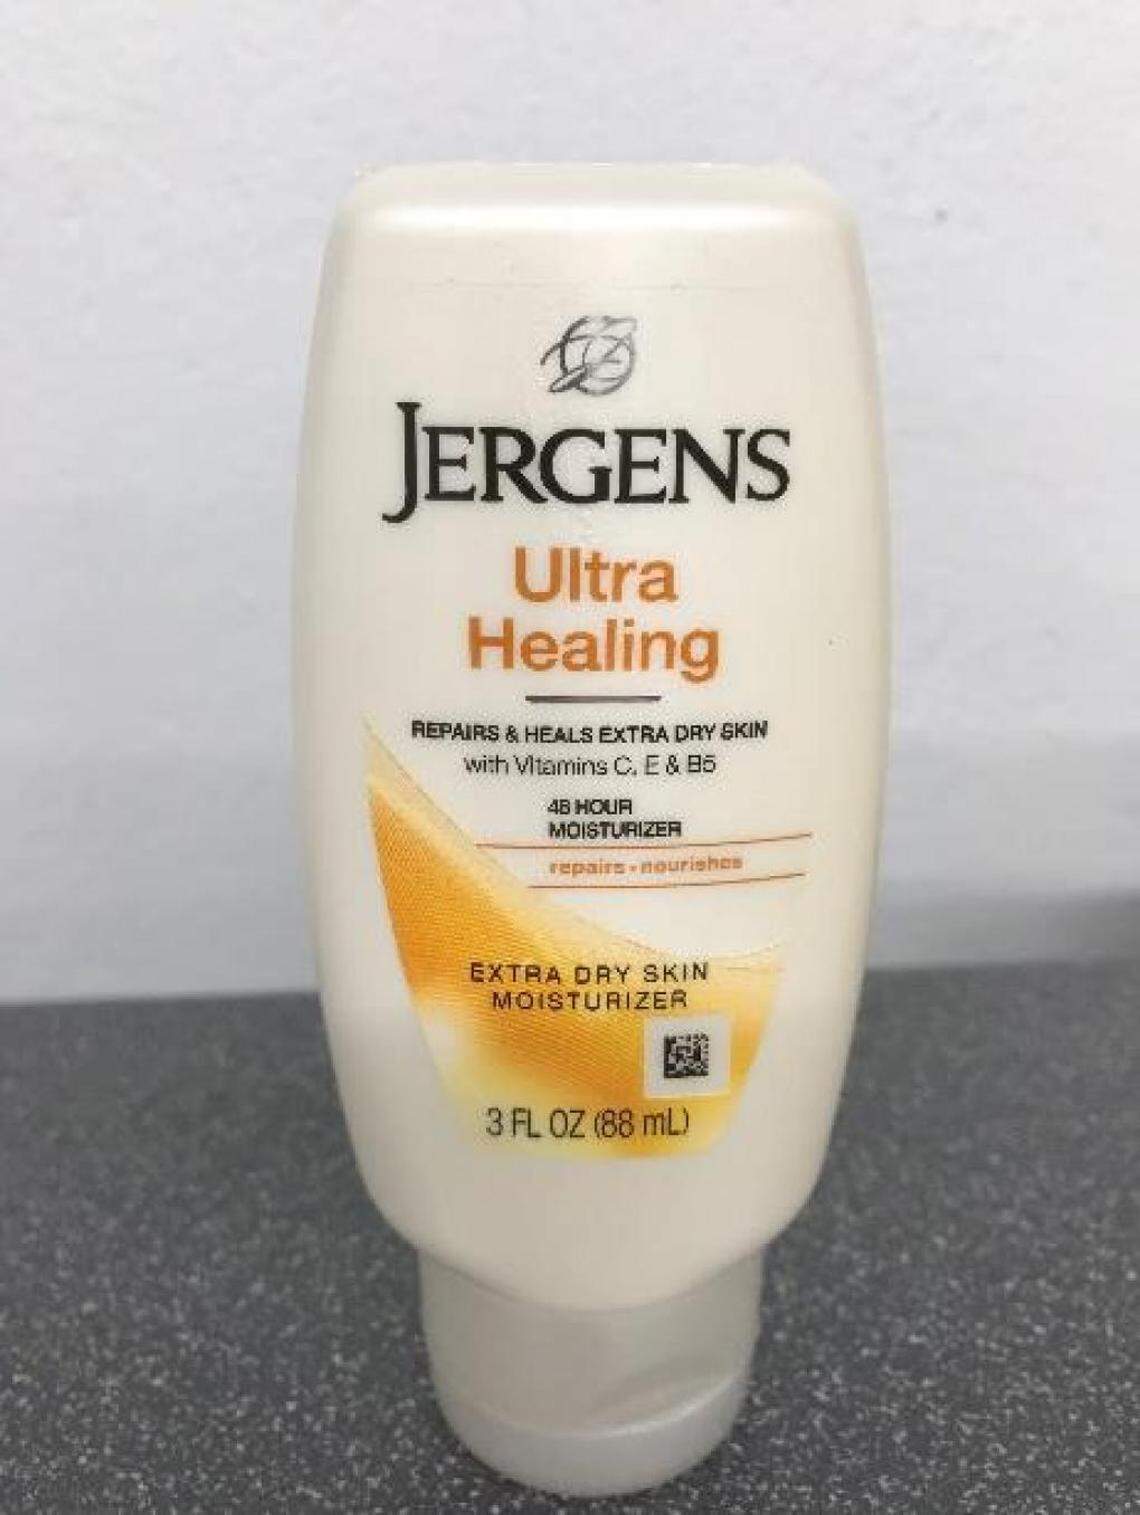 JERGENS
Ultra
Healing
REPAIRS & HEALS EXTRA DRY SKIN
with Vitamins C, E & B5
48 HOUR
MOISTURIZER
repairs • nourishes
EXTRA DRY SKIN
MOISTURIZER
3 FL OZ (88 mL)